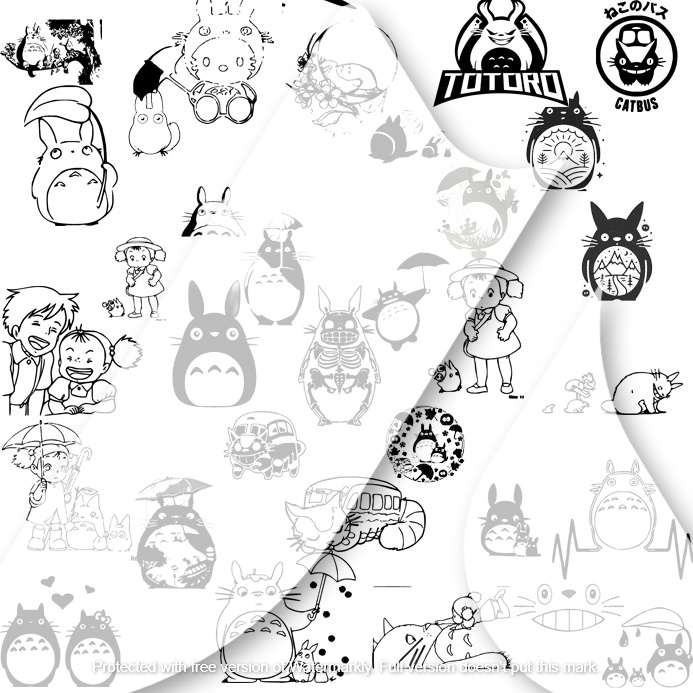 ねこのバス
TOTORO
CATBUS
Protected with free version of Watermarkly. Full version doesn't put this mark.